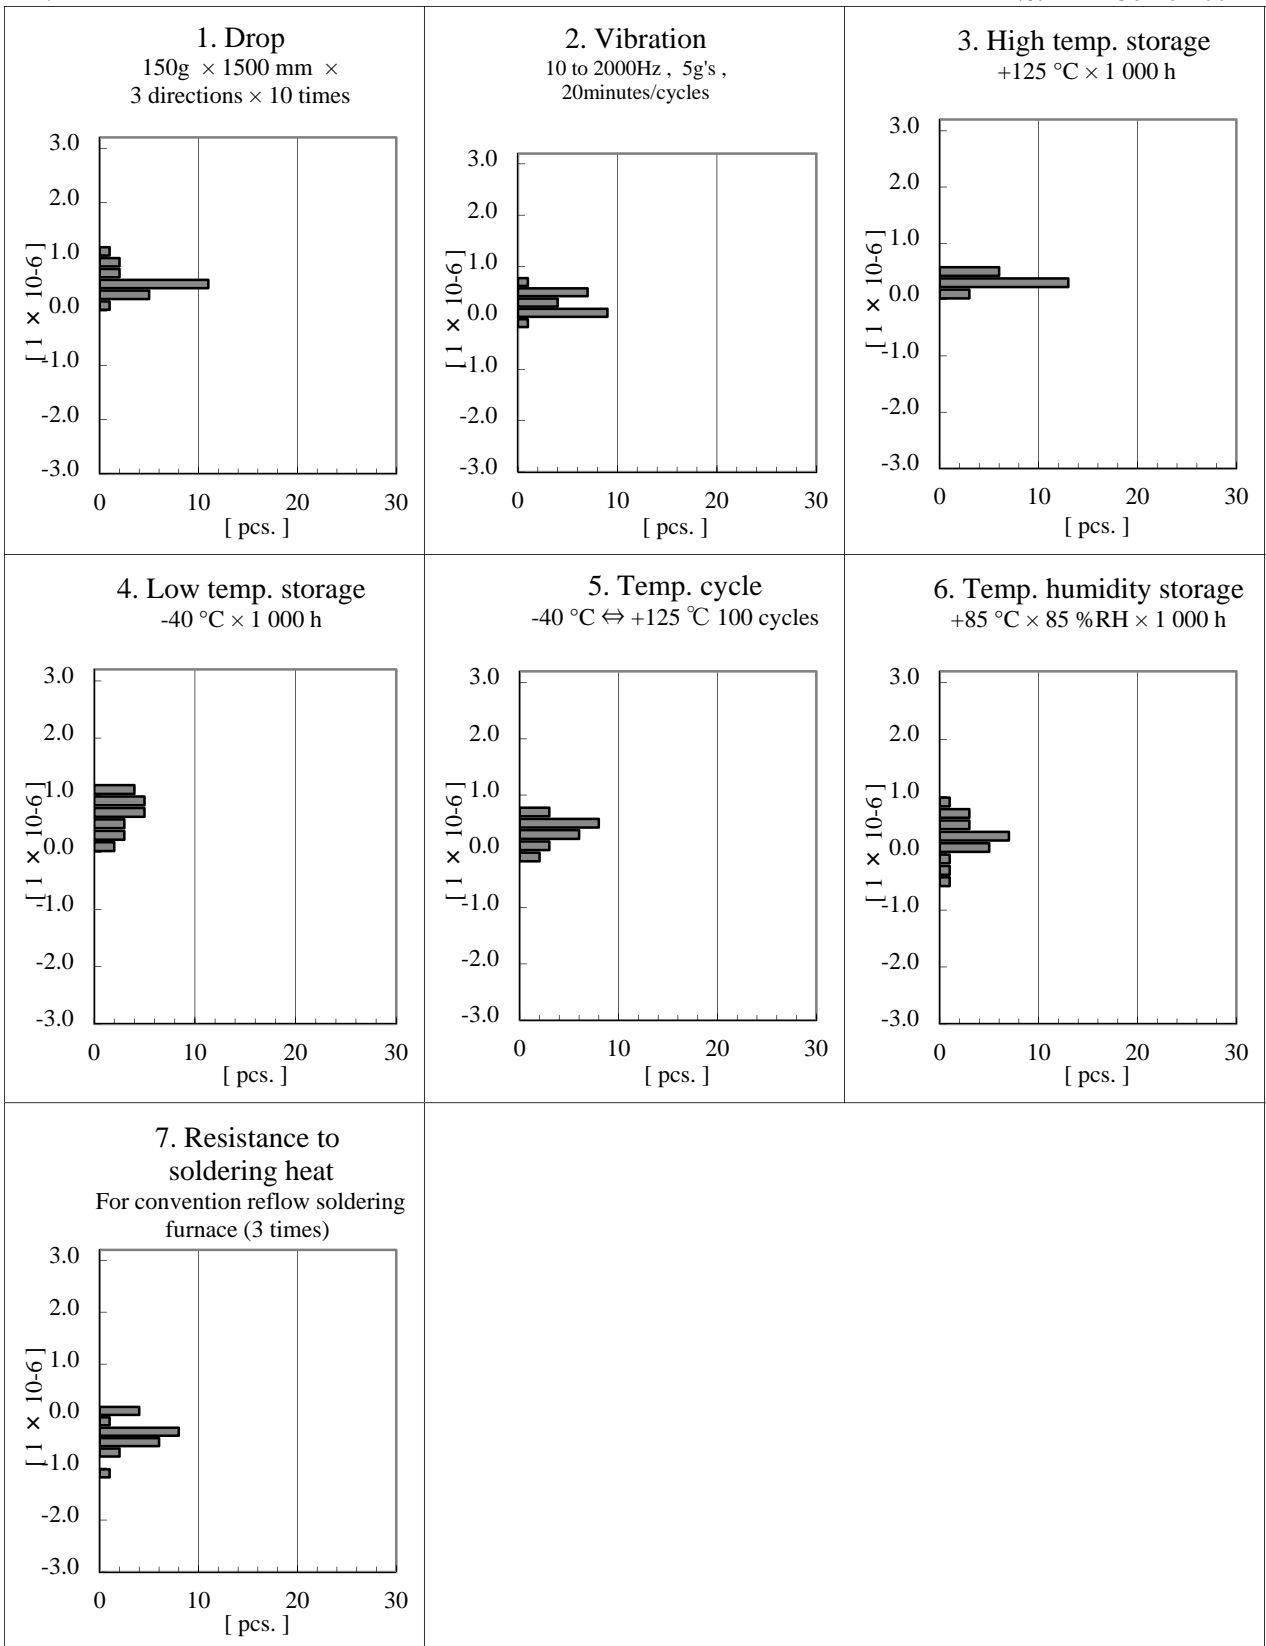 1. Drop
150g × 1500 mm ×
3 directions × 10 times
3.0
2.0
1.0
0.0
-1.0
-2.0
-3.0
[ 1 × 10-6 ]
0 10 20 30
[ pcs. ]
2. Vibration
10 to 2000Hz , 5g's ,
20minutes/cycles
3.0
2.0
1.0
0.0
-1.0
-2.0
-3.0
[ 1 × 10-6 ]
0 10 20 30
[ pcs. ]
3. High temp. storage
+125 °C × 1 000 h
3.0
2.0
1.0
0.0
-1.0
-2.0
-3.0
[ 1 × 10-6 ]
0 10 20 30
[ pcs. ]
4. Low temp. storage
-40 °C × 1 000 h
3.0
2.0
1.0
0.0
-1.0
-2.0
-3.0
[ 1 × 10-6 ]
0 10 20 30
[ pcs. ]
5. Temp. cycle
-40 °C ⇔ +125 ℃ 100 cycles
3.0
2.0
1.0
0.0
-1.0
-2.0
-3.0
[ 1 × 10-6 ]
0 10 20 30
[ pcs. ]
6. Temp. humidity storage
+85 °C × 85 %RH × 1 000 h
3.0
2.0
1.0
0.0
-1.0
-2.0
-3.0
[ 1 × 10-6 ]
0 10 20 30
[ pcs. ]
7. Resistance to
soldering heat
For convention reflow soldering
furnace (3 times)
3.0
2.0
1.0
0.0
-1.0
-2.0
-3.0
[ 1 × 10-6 ]
0 10 20 30
[ pcs. ]